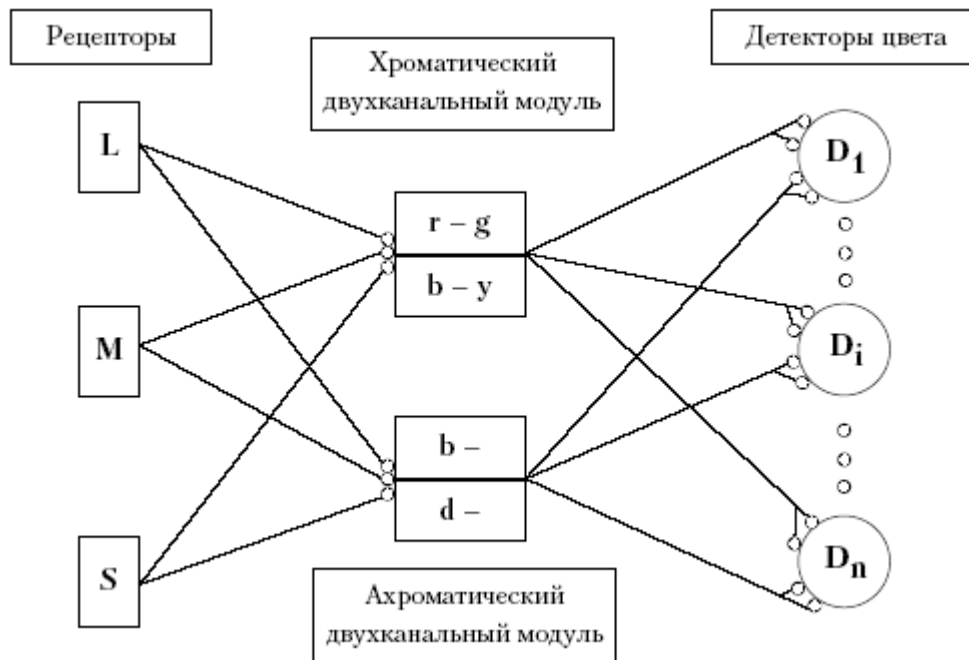 Рецепторы
Хроматический
двухканальный модуль
Детекторы цвета
L
M
S
r – g
b – y
b –
d –
D1
Di
Dn
Ахроматический
двухканальный модуль